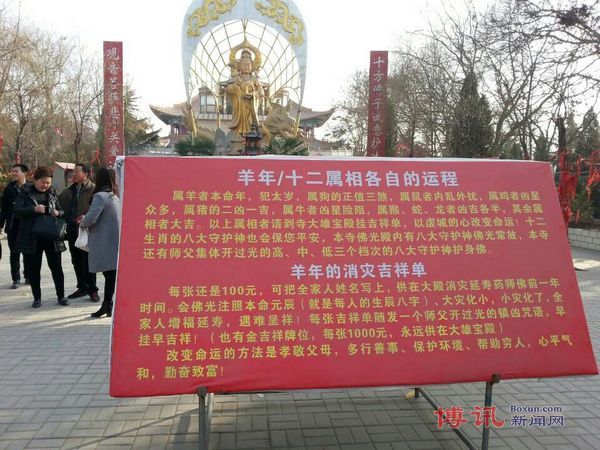 观音菩萨
十方弟子诚意
羊年/十二属相各自的运程
属羊者本命年,犯太岁,属狗的正值三煞,属鼠者内乱外扰,属鸡者凶星
众多,属猪的二凶一吉,属牛者凶星险阻,属猴、蛇、龙者的吉各半,其余属
相者大吉。以上属相者请到寺大雄宝殿挂吉祥单,以虔城的心改变命运!十二
生肖的八大守护神也会保您平安,本寺佛光殿内有八大守护神佛光常放,本寺
还有师父集体开过光的高、中、低三个档次的八大守护神护身佛。
羊年的消灾吉祥单
每张还是100元,可把全家人姓名写上,供在大殿消灾延寿药师佛前一年
时间。会佛光注照本命元辰(就是每人的生辰八字)、大灾化小,小灾化了,全
家人增福延寿,遇难呈祥!每张吉祥单随发一个师父开过光的镇凶咒语,早
挂早吉祥!(也有金吉祥牌位,每张1000元,永远供在大雄宝殿)
改变命运的方法是孝敬父母,多行善事、保护环境、帮助穷人,心平气
和,勤奋致富!
博讯 Boxun.com
新闻网